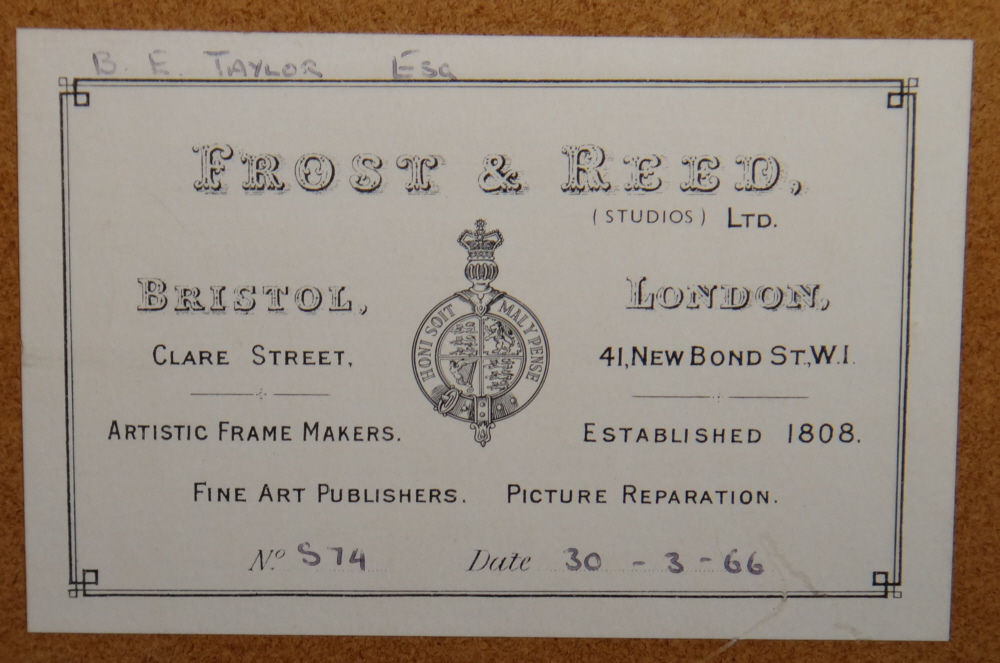 B. E. TAYLOR ESQ
FROST & REED,
(STUDIOS) LTD.
BRISTOL, LONDON,
HONI SOIT MAL Y PENSE
CLARE STREET, 41, NEW BOND ST., W.1.
ARTISTIC FRAME MAKERS. ESTABLISHED 1808.
FINE ART PUBLISHERS. PICTURE REPARATION.
No. S74 Date 30 - 3 - 66